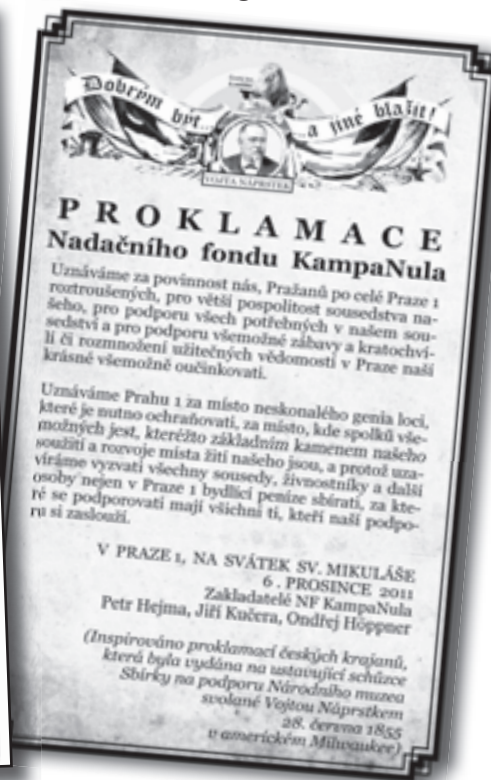 Dobrým být... ...a jiné blažit!
VOJTA NÁPRSTEK
PROKLAMACE
Nadačního fondu KampaNula
Uznáváme za povinnost nás, Pražanů po celé Praze 1
roztroušených, pro větší pospolitost sousedstva na-
šeho, pro podporu všech potřebných v našem sou-
sedství a pro podporu všemožné zábavy a kratochví-
lí či rozmnožení užitečných vědomostí v Praze naší
krásné všemožně oučinkovati.
Uznáváme Prahu 1 za místo neskonalého genia loci,
které je nutno ochraňovati, za místo, kde spolků vše-
možných jest, kteréžto základním kamenem našeho
soužití a rozvoje místa žití našeho jsou, a protož uza-
víráme vyzvati všechny sousedy, živnostníky a další
osoby nejen v Praze 1 bydlící peníze sbírati, za kte-
ré se podporovati mají všichni ti, kteří naší podpo-
ru si zaslouží.
V PRAZE 1, NA SVÁTEK SV. MIKULÁŠE
6. PROSINCE 2011
Zakladatelé NF KampaNula
Petr Hejma, Jiří Kučera, Ondřej Höppner
(Inspirováno proklamací českých krajanů,
která byla vydána na ustavující schůzce
Sbírky na podporu Národního muzea
svolané Vojtou Náprstkem
28. června 1855
v americkém Milwaukee)